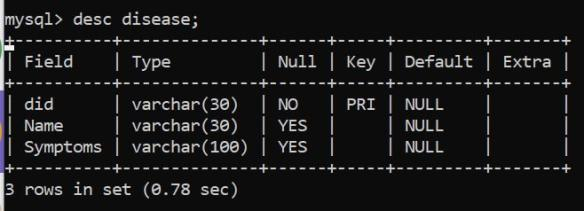 mysql> desc disease;
+-----------+--------------+------+-----+---------+-------+
| Field     | Type         | Null | Key | Default | Extra |
+-----------+--------------+------+-----+---------+-------+
| did       | varchar(30)  | NO   | PRI | NULL    |       |
| Name      | varchar(30)  | YES  |     | NULL    |       |
| Symptoms  | varchar(100) | YES  |     | NULL    |       |
+-----------+--------------+------+-----+---------+-------+
3 rows in set (0.78 sec)